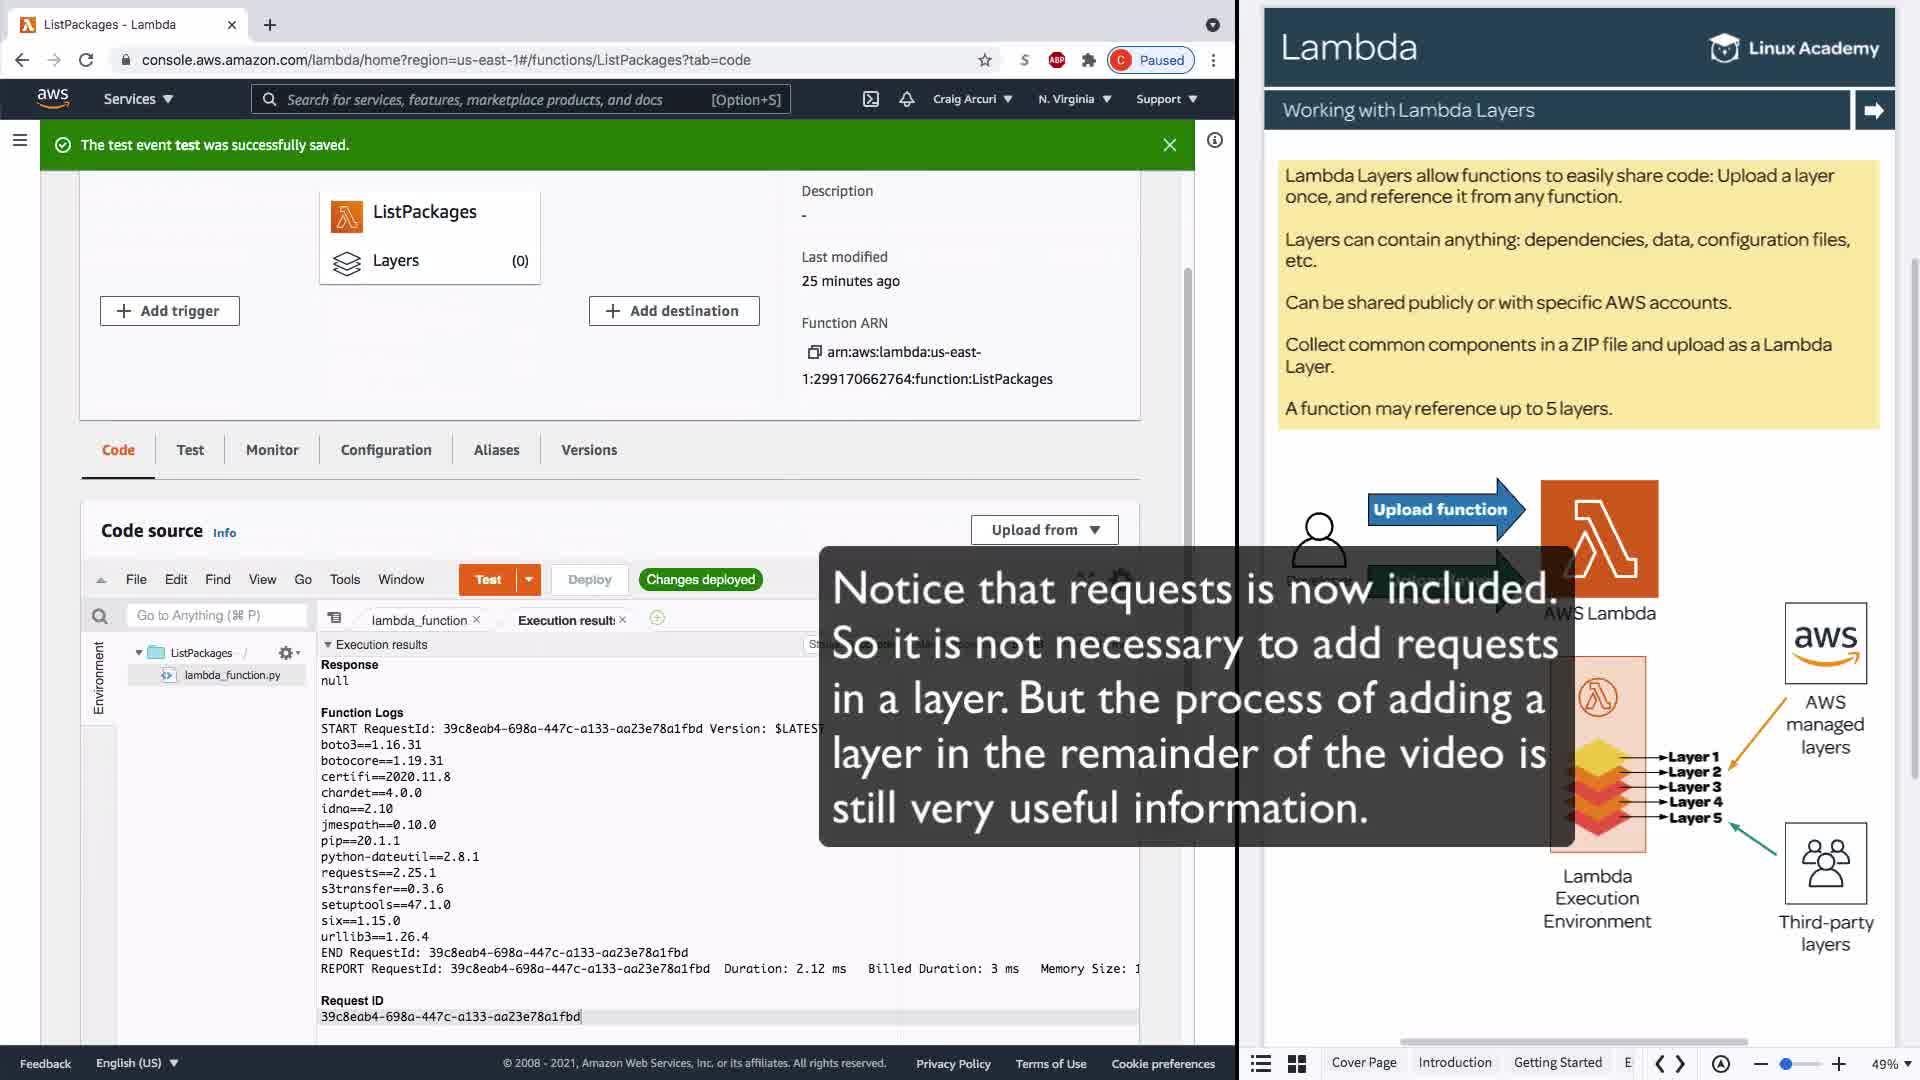 ListPackages - Lambda
console.aws.amazon.com/lambda/home?region=us-east-1#/functions/ListPackages?tab=code
S
ABP
C Paused
aws
Services
Search for services, features, marketplace products, and docs [Option+S]
Craig Arcuri
N. Virginia
Support
The test event test was successfully saved.
ListPackages
Layers (0)
Add trigger
Add destination
Description
-
Last modified
25 minutes ago
Function ARN
arn:aws:lambda:us-east-
1:299170662764:function:ListPackages
Code
Test
Monitor
Configuration
Aliases
Versions
Code source Info
Upload from
File Edit Find View Go Tools Window
Test
Deploy
Changes deployed
Go to Anything (⌘ P)
lambda_function
Execution results
Environment
ListPackages /
lambda_function.py
Execution results
Response
null
Function Logs
START RequestId: 39c8eab4-698a-447c-a133-aa23e78a1fbd Version: $LATEST
boto3==1.16.31
botocore==1.19.31
certifi==2020.11.8
chardet==4.0.0
idna==2.10
jmespath==0.10.0
pip==20.1.1
python-dateutil==2.8.1
requests==2.25.1
s3transfer==0.3.6
setuptools==47.1.0
six==1.15.0
urllib3==1.26.4
END RequestId: 39c8eab4-698a-447c-a133-aa23e78a1fbd
REPORT RequestId: 39c8eab4-698a-447c-a133-aa23e78a1fbd Duration: 2.12 ms Billed Duration: 3 ms Memory Size: 1
Request ID
39c8eab4-698a-447c-a133-aa23e78a1fbd
Feedback
English (US)
© 2008 - 2021, Amazon Web Services, Inc. or its affiliates. All rights reserved.
Privacy Policy
Terms of Use
Cookie preferences
Notice that requests is now included.
So it is not necessary to add requests
in a layer. But the process of adding a
layer in the remainder of the video is
still very useful information.
Lambda
Linux Academy
Working with Lambda Layers
Lambda Layers allow functions to easily share code: Upload a layer
once, and reference it from any function.
Layers can contain anything: dependencies, data, configuration files,
etc.
Can be shared publicly or with specific AWS accounts.
Collect common components in a ZIP file and upload as a Lambda
Layer.
A function may reference up to 5 layers.
Upload function
AWS Lambda
aws
AWS
managed
layers
Layer 1
Layer 2
Layer 3
Layer 4
Layer 5
Lambda
Execution
Environment
Third-party
layers
Cover Page
Introduction
Getting Started
E
49%